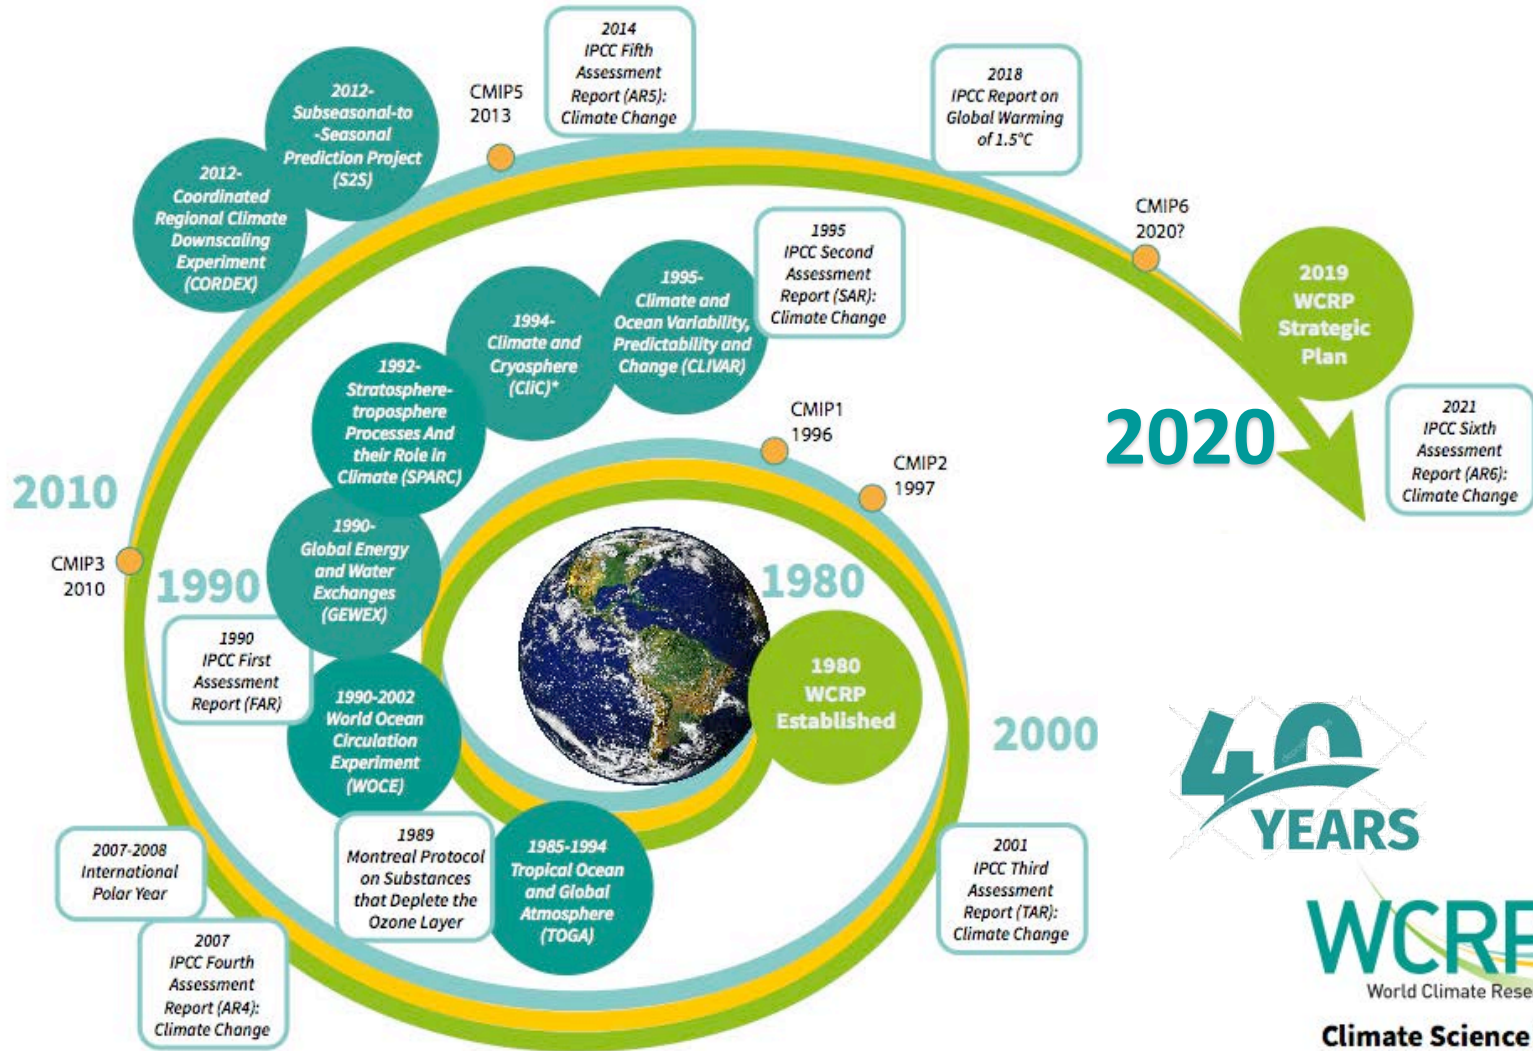 2014
IPCC Fifth
Assessment
Report (AR5):
Climate Change
2018
IPCC Report on
Global Warming
of 1.5°C
2012-
Subseasonal-to
-Seasonal
Prediction Project
(S2S)
CMIP5
2013
2012-
Coordinated
Regional Climate
Downscaling
Experiment
(CORDEX)
CMIP6
2020?
2019
WCRP
Strategic
Plan
1995
IPCC Second
Assessment
Report (SAR):
Climate Change
1995-
Climate and
Ocean Variability,
Predictability and
Change (CLIVAR)
1994-
Climate and
Cryosphere
(CliC)*
1992-
Stratosphere-
troposphere
Processes And
their Role in
Climate (SPARC)
CMIP1
1996
CMIP2
1997
2020
2021
IPCC Sixth
Assessment
Report (AR6):
Climate Change
2010
CMIP3
2010
1990
1990-
Global Energy
and Water
Exchanges
(GEWEX)
1980
1990
IPCC First
Assessment
Report (FAR)
1980
WCRP
Established
1990-2002
World Ocean
Circulation
Experiment
(WOCE)
2000
40
YEARS
2007-2008
International
Polar Year
1989
Montreal Protocol
on Substances
that Deplete the
Ozone Layer
1985-1994
Tropical Ocean
and Global
Atmosphere
(TOGA)
2001
IPCC Third
Assessment
Report (TAR):
Climate Change
2007
IPCC Fourth
Assessment
Report (AR4):
Climate Change
WCRP
World Climate Rese
Climate Science